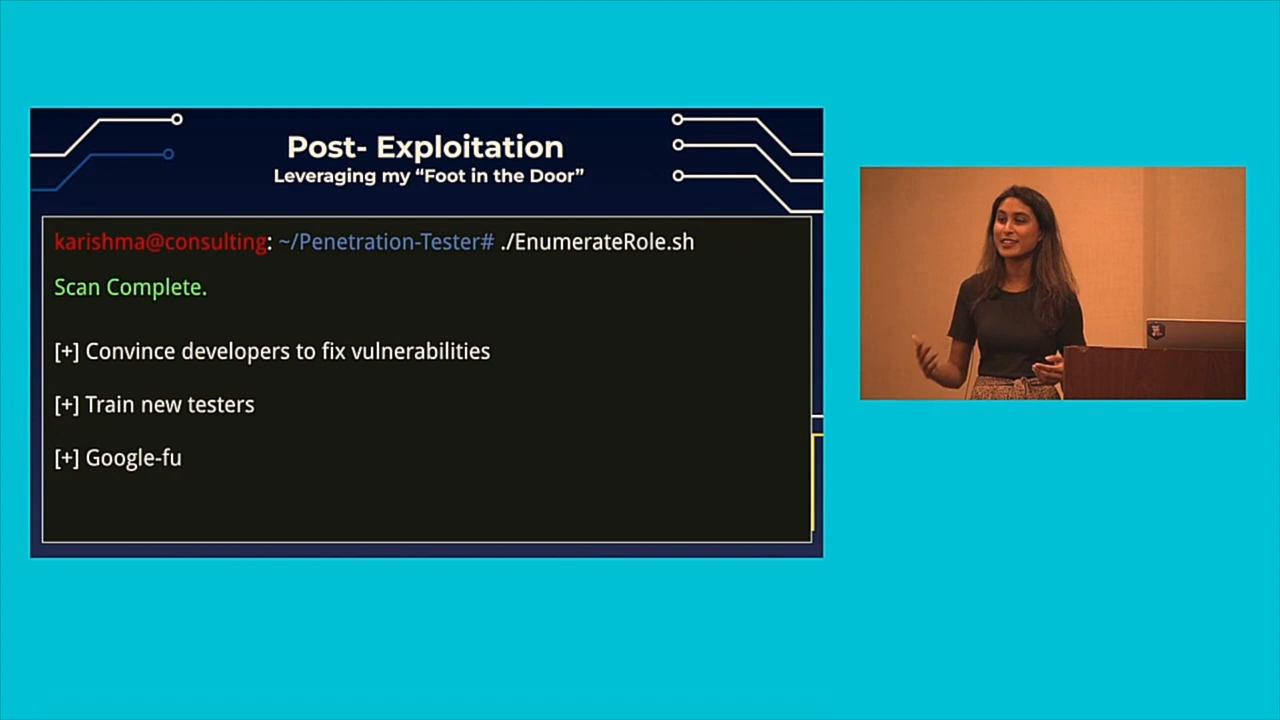 Post- Exploitation
Leveraging my “Foot in the Door”
karishma@consulting: ~/Penetration-Tester# ./EnumerateRole.sh
Scan Complete.
[+] Convince developers to fix vulnerabilities
[+] Train new testers
[+] Google-fu